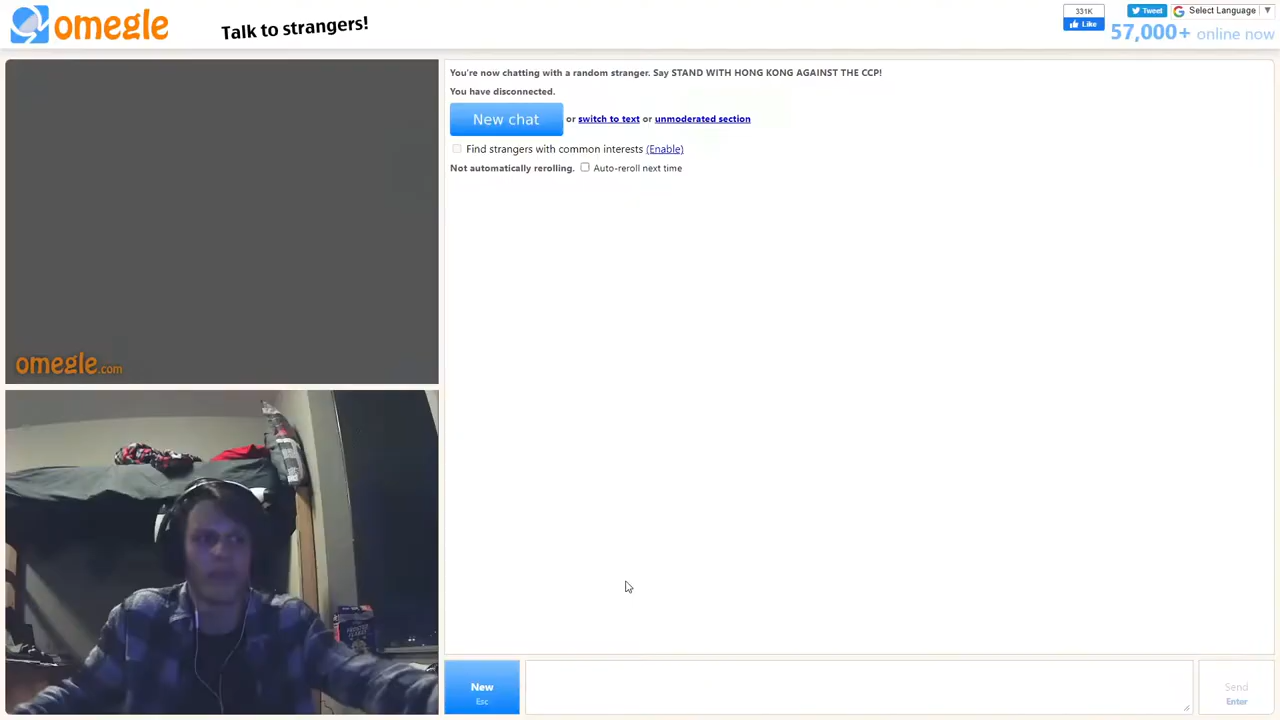 omegle
Talk to strangers!
331K
Like
Tweet
Select Language ▼
57,000+ online now
You're now chatting with a random stranger. Say STAND WITH HONG KONG AGAINST THE CCP!
You have disconnected.
New chat or switch to text or unmoderated section
Find strangers with common interests (Enable)
Not automatically rerolling. Auto-reroll next time
omegle.com
FROSTED FLAKES
New
Esc
Send
Enter